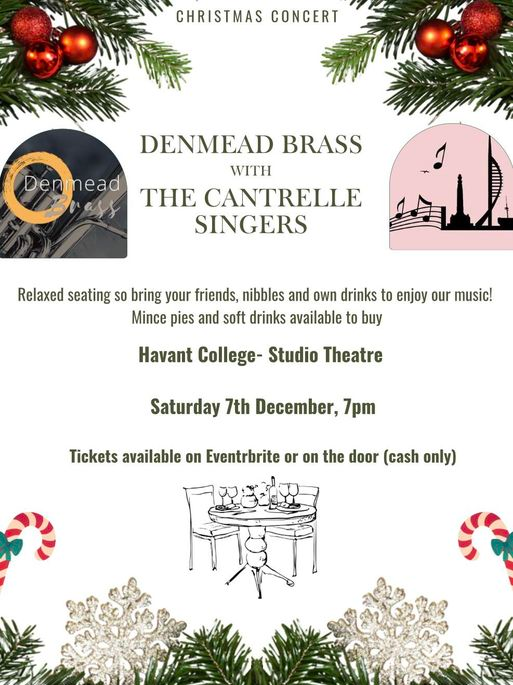 CHRISTMAS CONCERT
DENMEAD BRASS
WITH
THE CANTRELLE
SINGERS
Denmead
Brass
Relaxed seating so bring your friends, nibbles and own drinks to enjoy our music!
Mince pies and soft drinks available to buy
Havant College- Studio Theatre
Saturday 7th December, 7pm
Tickets available on Eventrbrite or on the door (cash only)